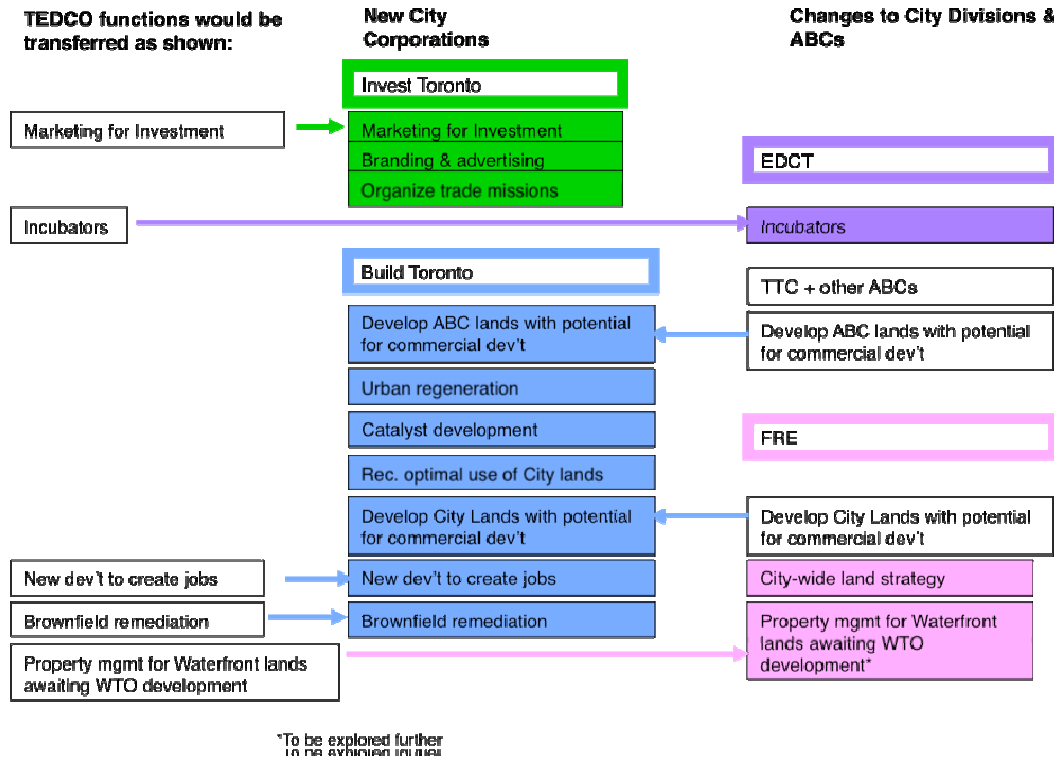 TEDCO functions would be
transferred as shown:
New City
Corporations
Changes to City Divisions &
ABCs
Invest Toronto
Marketing for Investment
Marketing for Investment
Branding & advertising
EDCT
Organize trade missions
Incubators
Incubators
Build Toronto
TTC + other ABCs
Develop ABC lands with potential
for commercial dev't
Develop ABC lands with potential
for commercial dev't
Urban regeneration
Catalyst development
FRE
Rec. optimal use of City lands
Develop City Lands with potential
for commercial dev't
Develop City Lands with potential
for commercial dev't
New dev't to create jobs
New dev't to create jobs
City-wide land strategy
Brownfield remediation
Brownfield remediation
Property mgmt for Waterfront
lands awaiting WTO
development*
Property mgmt for Waterfront lands
awaiting WTO development
*To be explored further
To be explored further